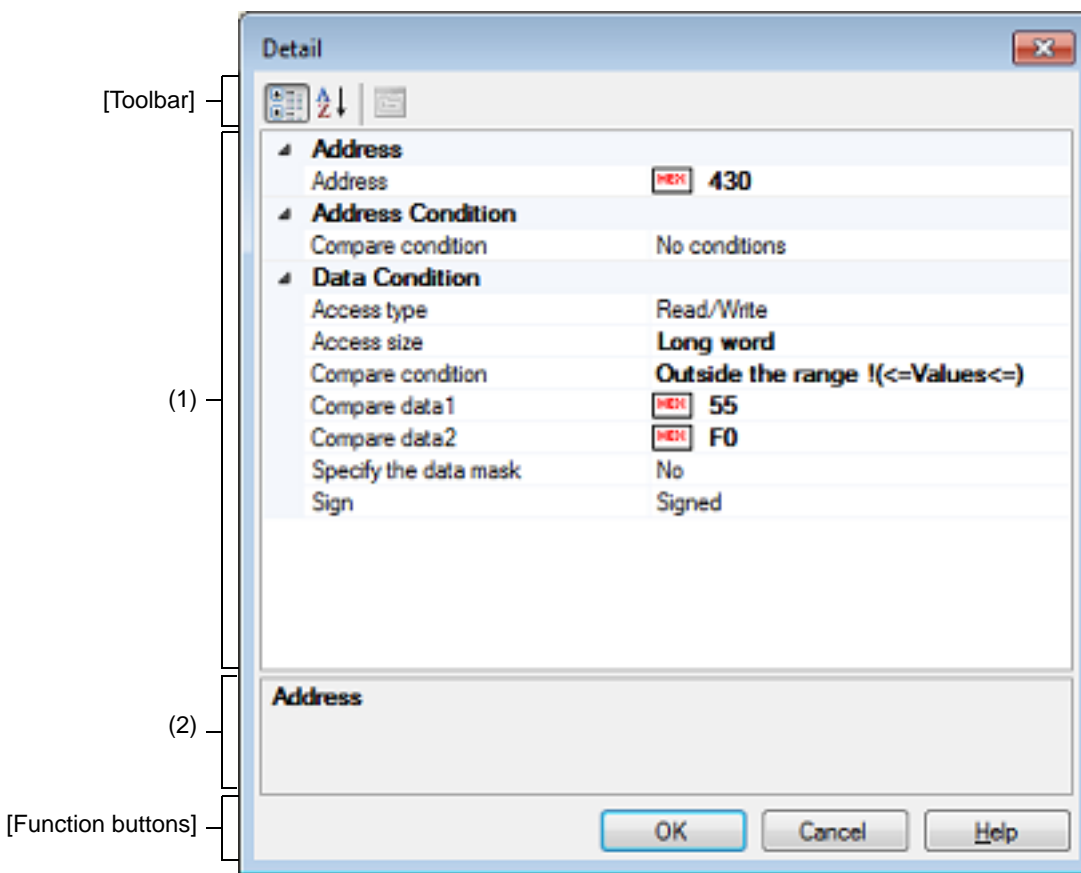 Detail
[Toolbar]
A
Z
Address
Address HEX 430
Address Condition
Compare condition No conditions
Data Condition
Access type Read/Write
Access size Long word
Compare condition Outside the range !(<=Values<=)
(1)
Compare data1 HEX 55
Compare data2 HEX F0
Specify the data mask No
Sign Signed
Address
(2)
[Function buttons]
OK Cancel Help